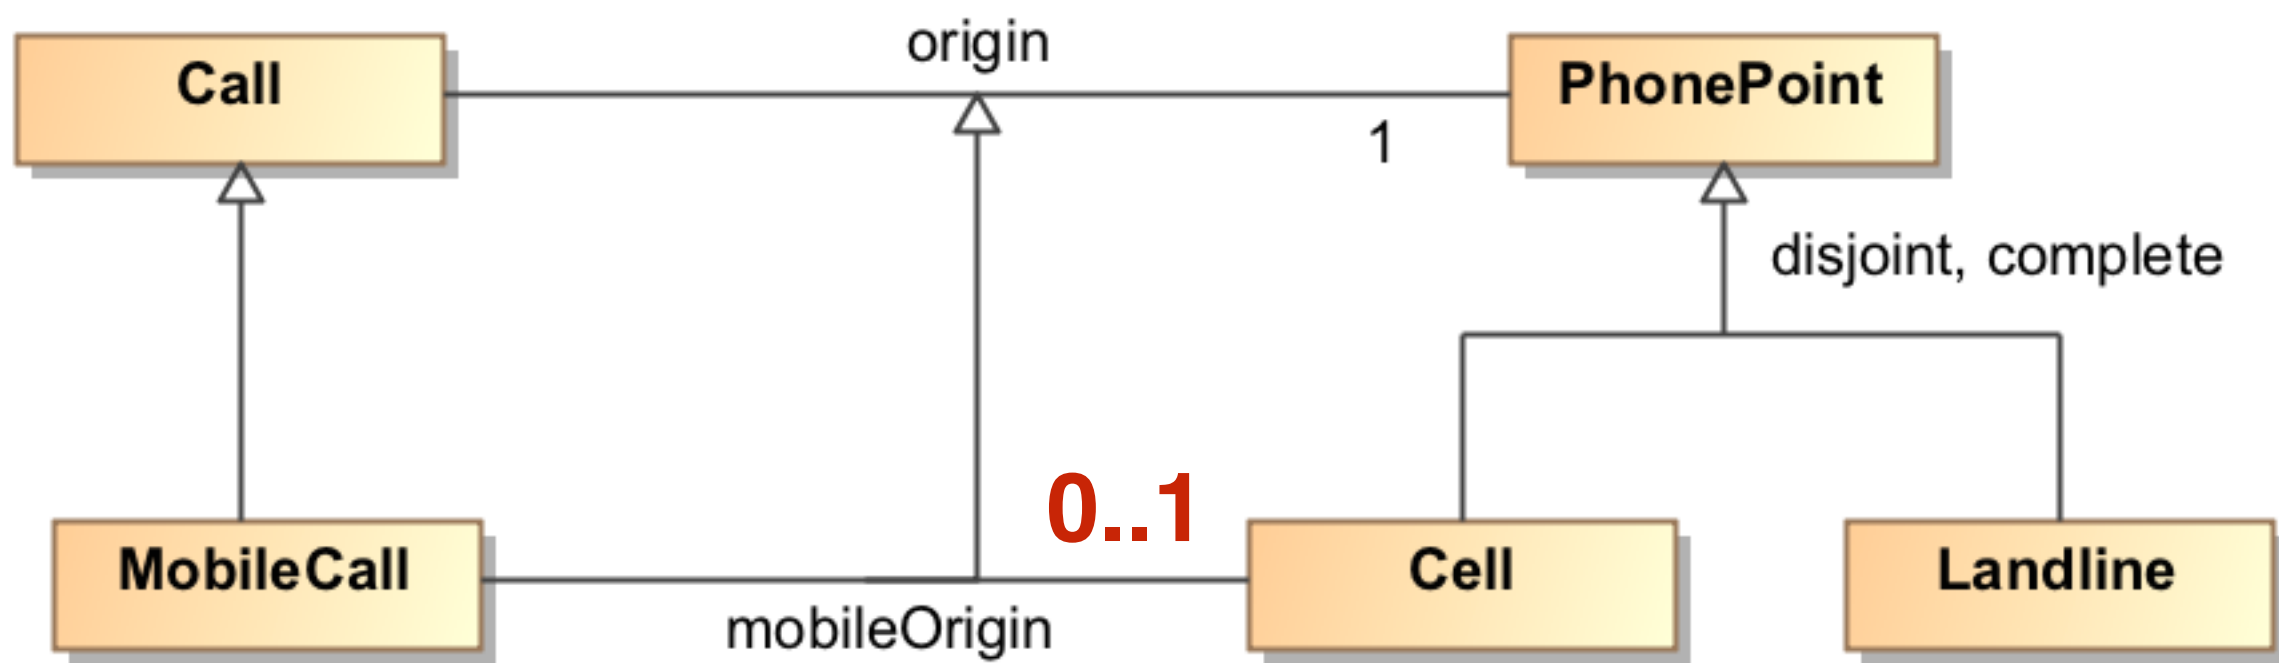 origin
Call
PhonePoint
1
disjoint, complete
0..1
MobileCall
Cell
Landline
mobileOrigin